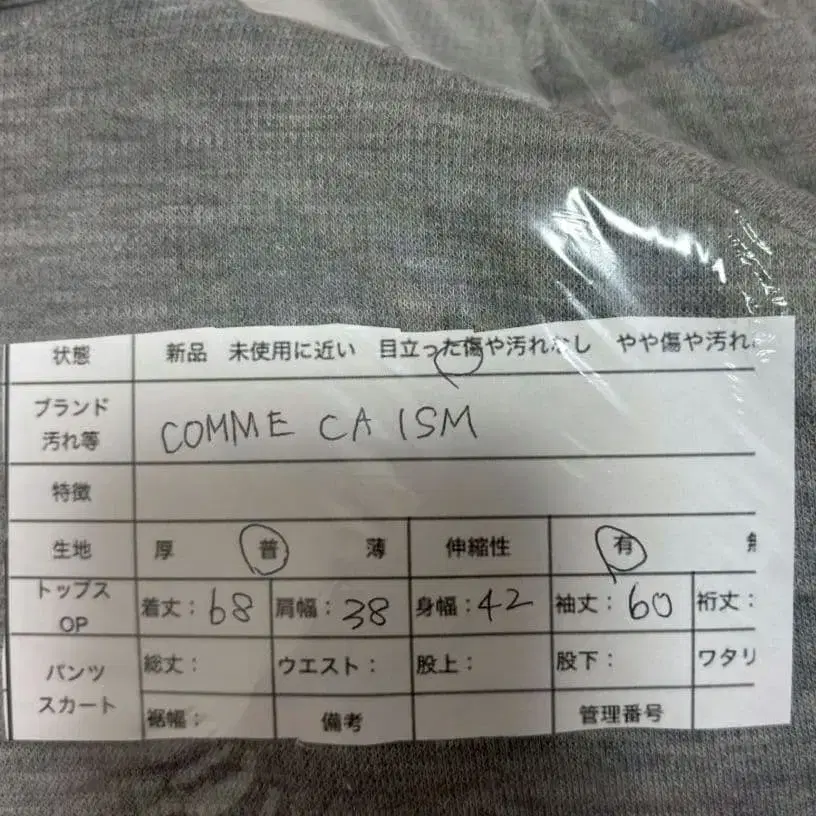 状態 新品 未使用に近い 目立った傷や汚れなし やや傷や汚れ
ブランド
汚れ等 COMME CA ISM
特徴
生地 厚 普 薄 伸縮性 有
トップス
OP 着丈：68 肩幅：38 身幅：42 袖丈：60 裄丈：
パンツ
スカート 総丈： ウエスト： 股上： 股下： ワタリ
裾幅： 備考 管理番号